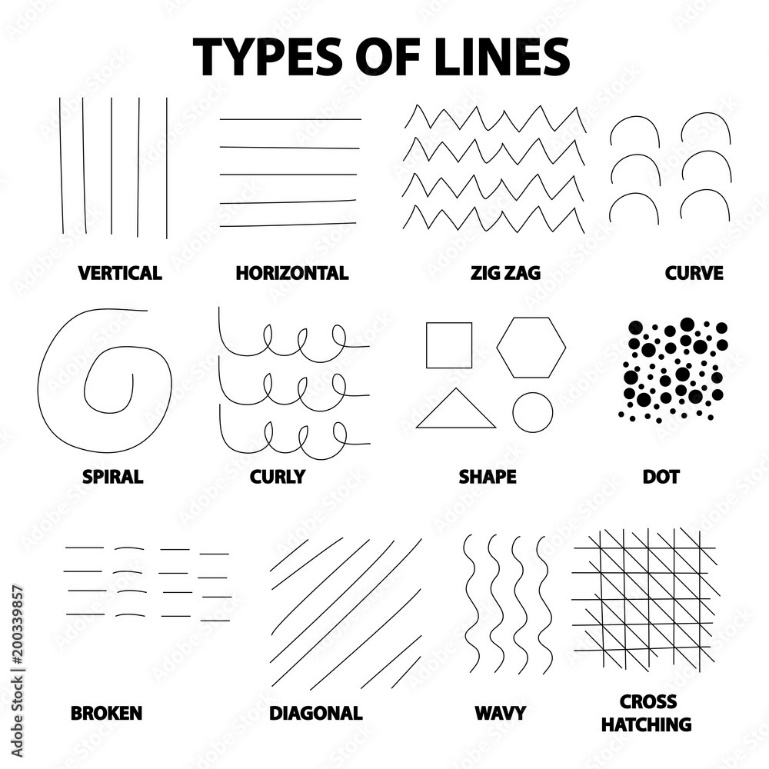 TYPES OF LINES
VERTICAL
HORIZONTAL
ZIG ZAG
CURVE
SPIRAL
CURLY
SHAPE
DOT
BROKEN
DIAGONAL
WAVY
CROSS
HATCHING
Adobe Stock | #200339857